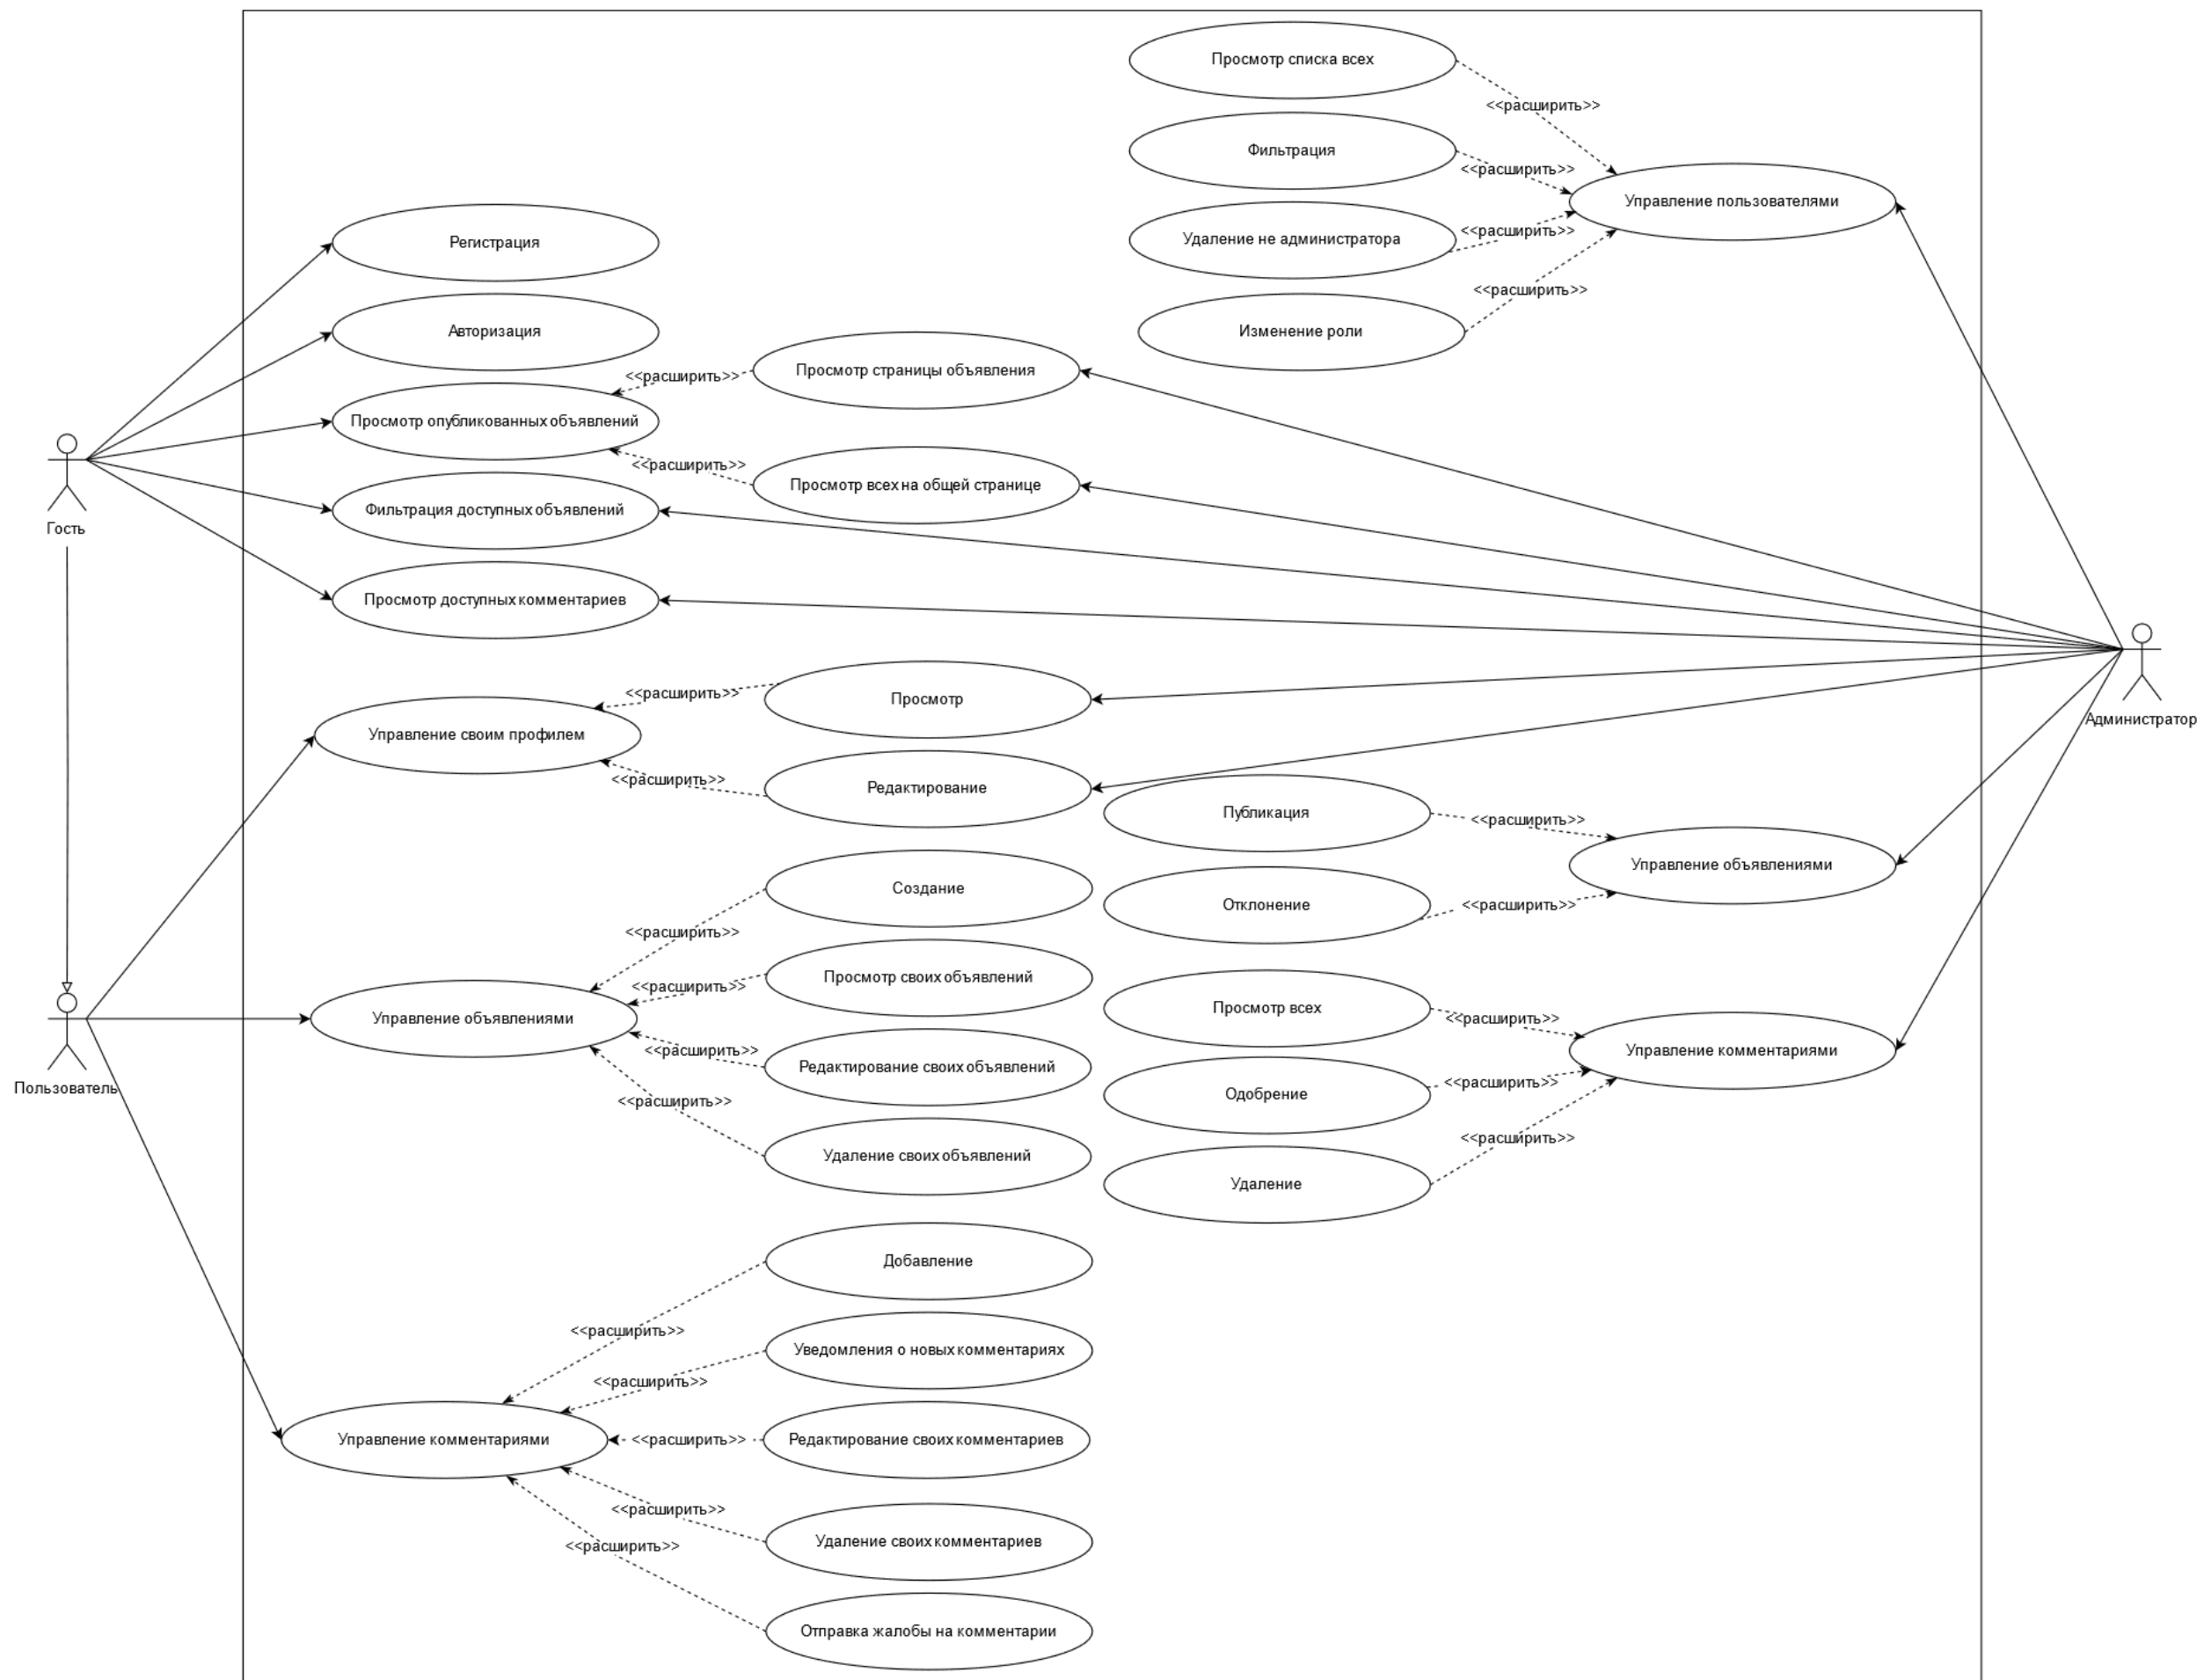 Просмотр списка всех
<<расширить>>
Фильтрация
<<расширить>>
Управление пользователями
Удаление не администратора
<<расширить>>
Регистрация
<<расширить>>
Авторизация
Изменение роли
Просмотр страницы объявления
<<расширить>>
Просмотр опубликованных объявлений
<<расширить>>
Просмотр всех на общей странице
Фильтрация доступных объявлений
Гость
Просмотр доступных комментариев
<<расширить>>
Просмотр
Администратор
Управление своим профилем
<<расширить>>
Редактирование
Публикация
<<расширить>>
Управление объявлениями
Создание
Отклонение
<<расширить>>
<<расширить>>
Просмотр своих объявлений
<<расширить>>
Просмотр всех
<<расширить>>
Управление объявлениями
<<расширить>>
Управление комментариями
Редактирование своих объявлений
Пользователь
<<расширить>>
Одобрение
<<расширить>>
<<расширить>>
Удаление своих объявлений
Удаление
Добавление
<<расширить>>
Уведомления о новых комментариях
<<расширить>>
Управление комментариями
<<расширить>>
Редактирование своих комментариев
<<расширить>>
Удаление своих комментариев
<<расширить>>
Отправка жалобы на комментарии